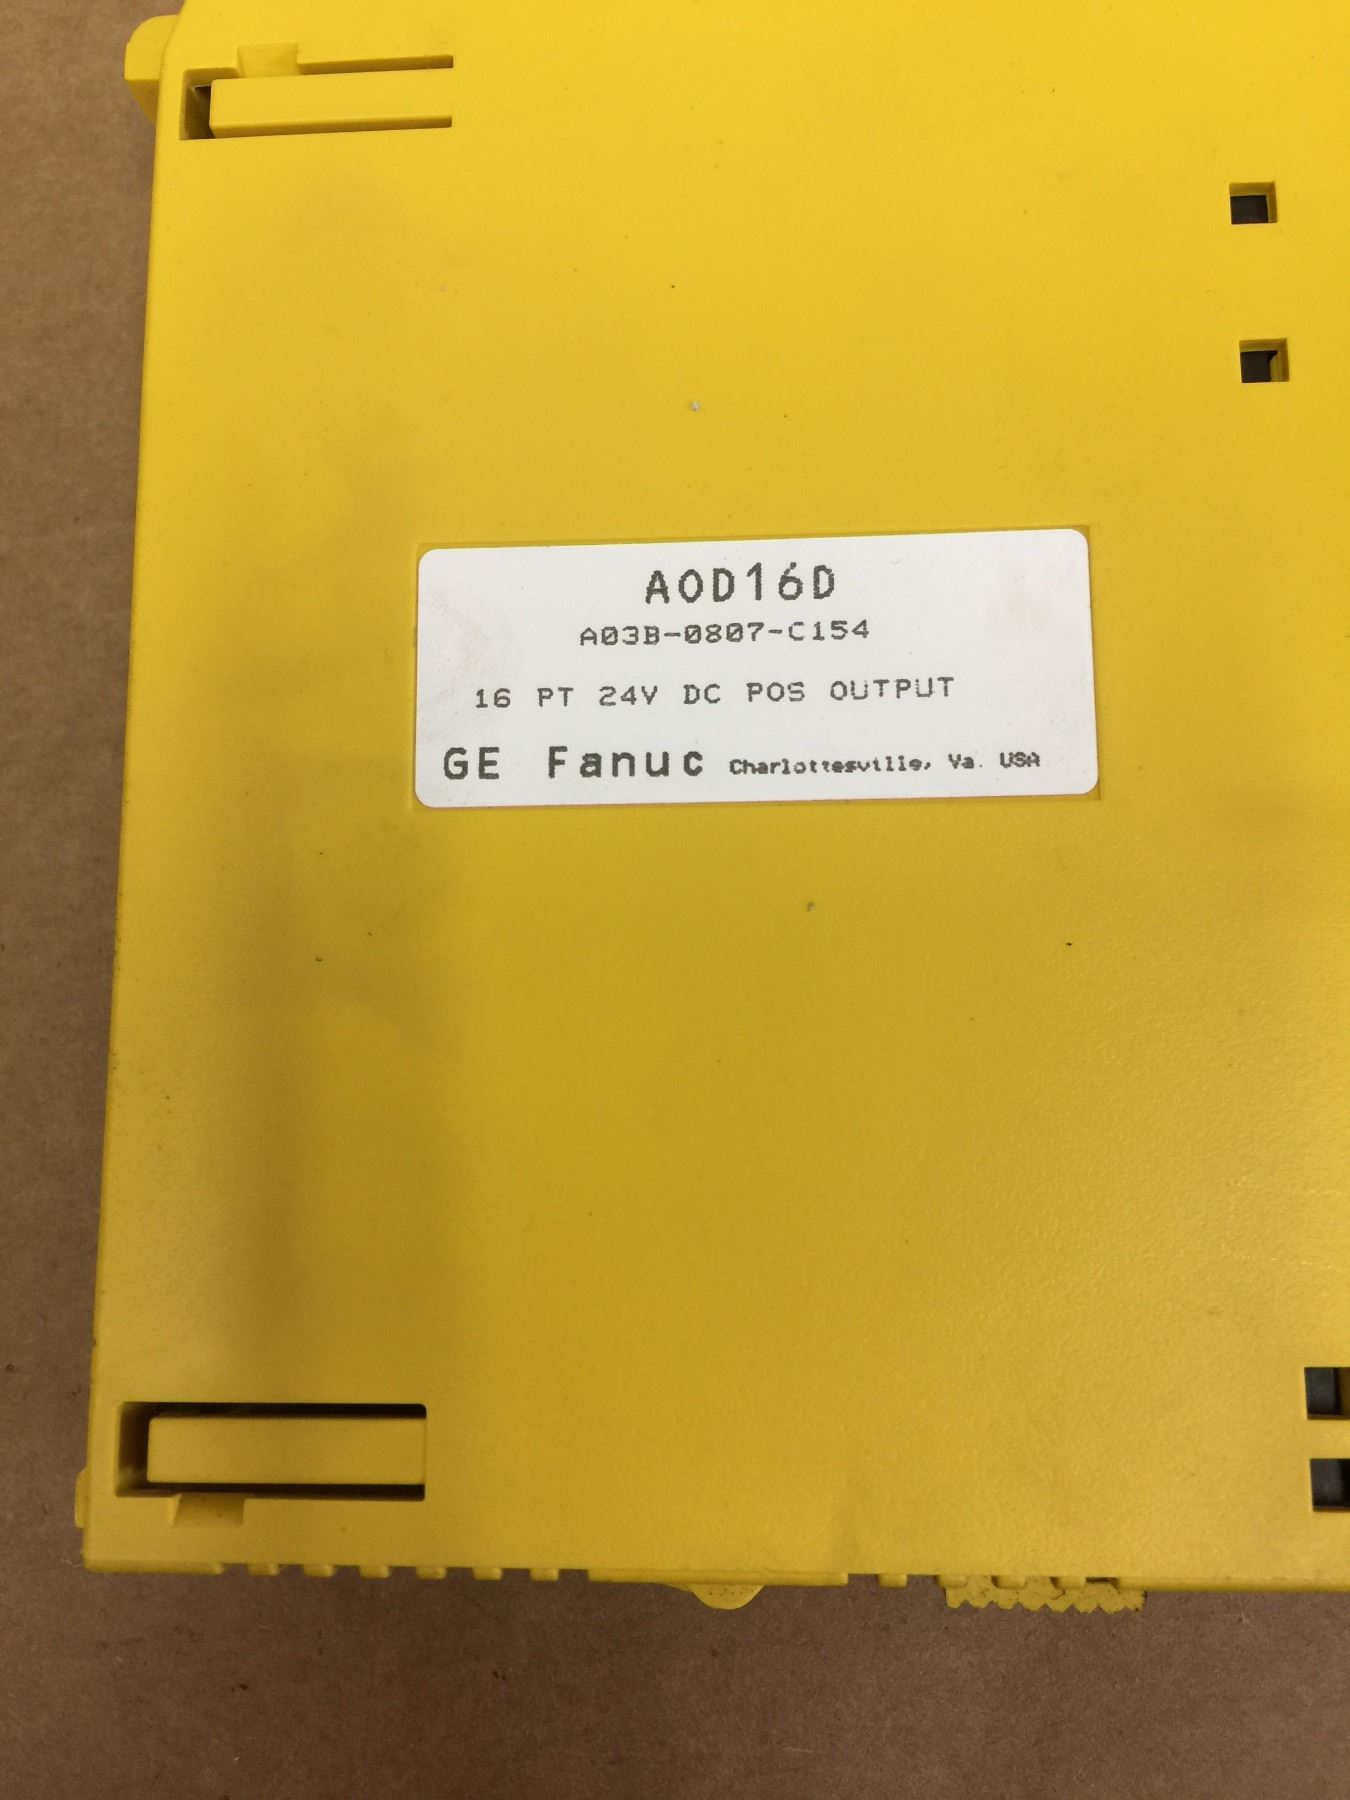 AOD16D
A03B-0807-C154
16 PT 24V DC POS OUTPUT
GE Fanuc Charlottesville, Va. USA